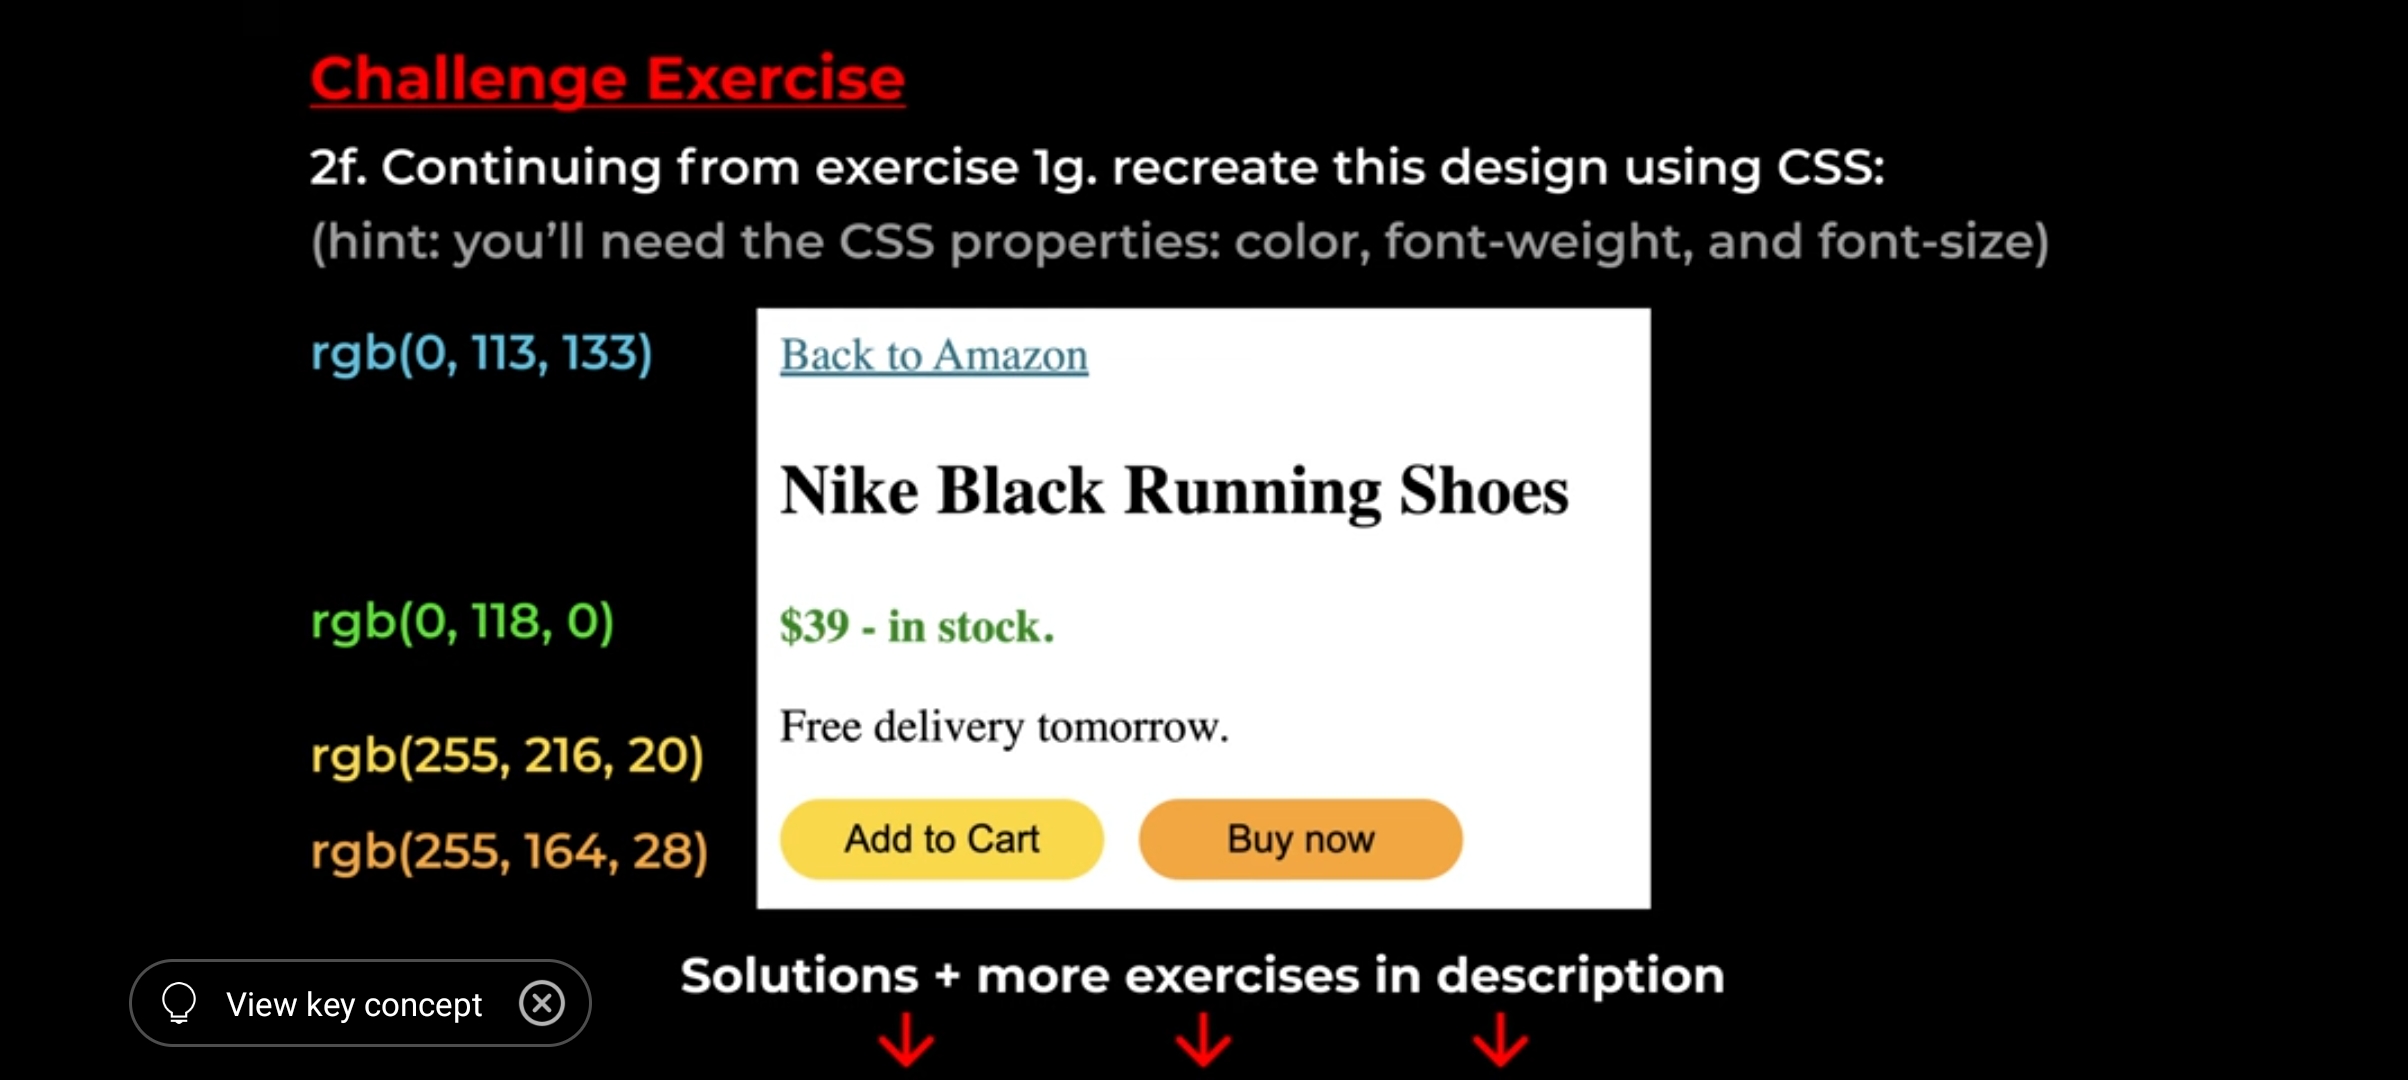 Challenge Exercise
2f. Continuing from exercise 1g. recreate this design using CSS:
(hint: you'll need the CSS properties: color, font-weight, and font-size)
rgb(0, 113, 133)
Back to Amazon
Nike Black Running Shoes
rgb(0, 118, 0)
$39 - in stock.
Free delivery tomorrow.
rgb(255, 216, 20)
Add to Cart
Buy now
rgb(255, 164, 28)
Solutions + more exercises in description
View key concept